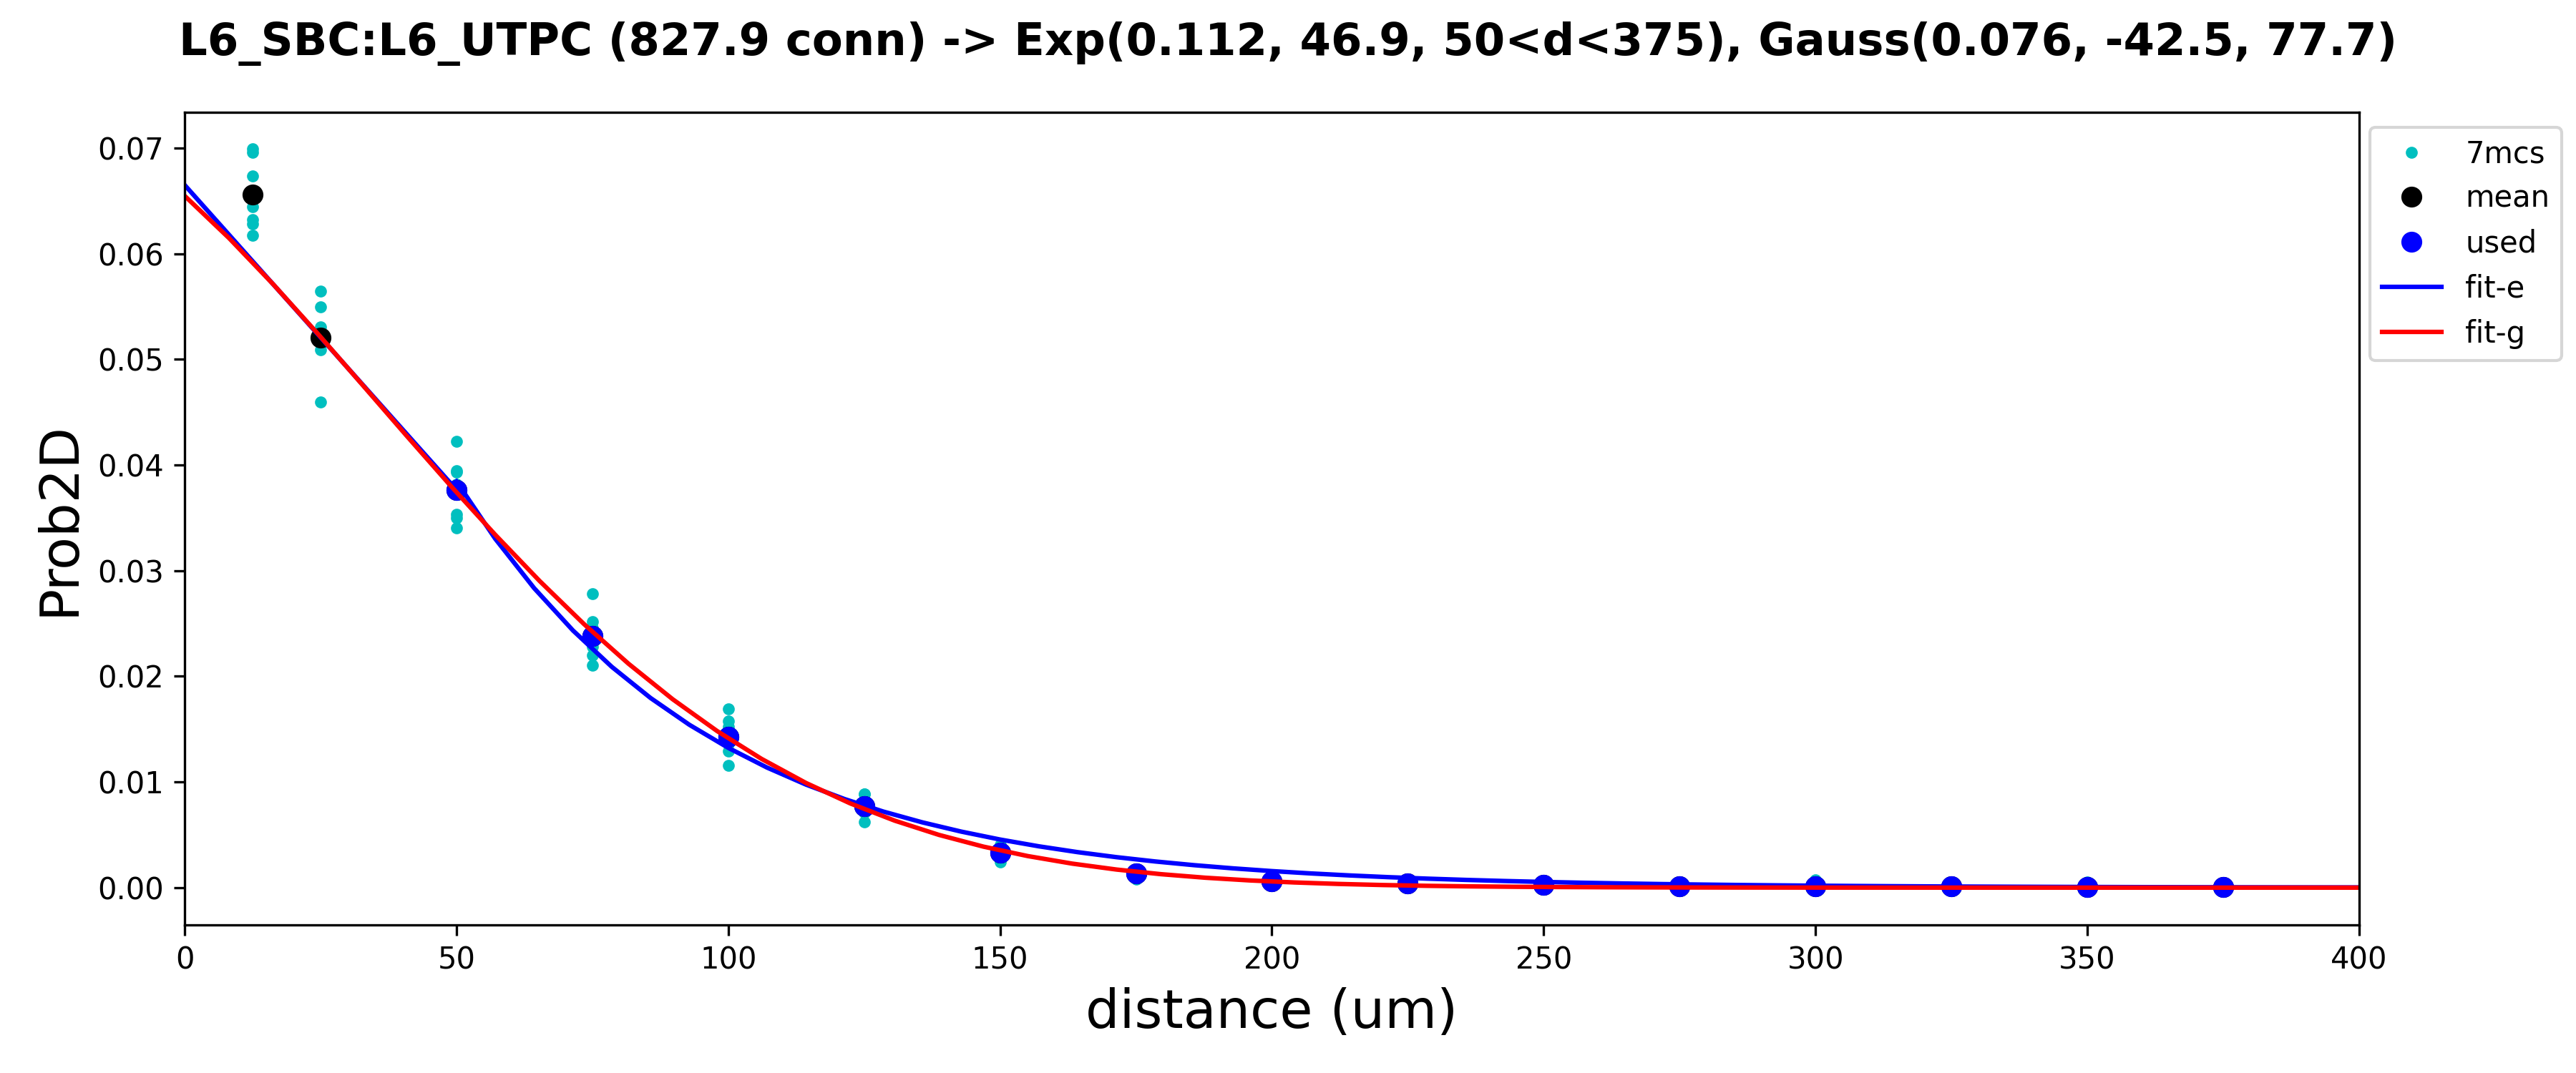 L6_SBC:L6_UTPC (827.9 conn) -> Exp(0.112, 46.9, 50<d<375), Gauss(0.076, -42.5, 77.7)
0.07
0.06
0.05
0.04
0.03
0.02
0.01
0.00
Prob2D
0 50 100 150 200 250 300 350 400
distance (um)
7mcs
mean
used
fit-e
fit-g